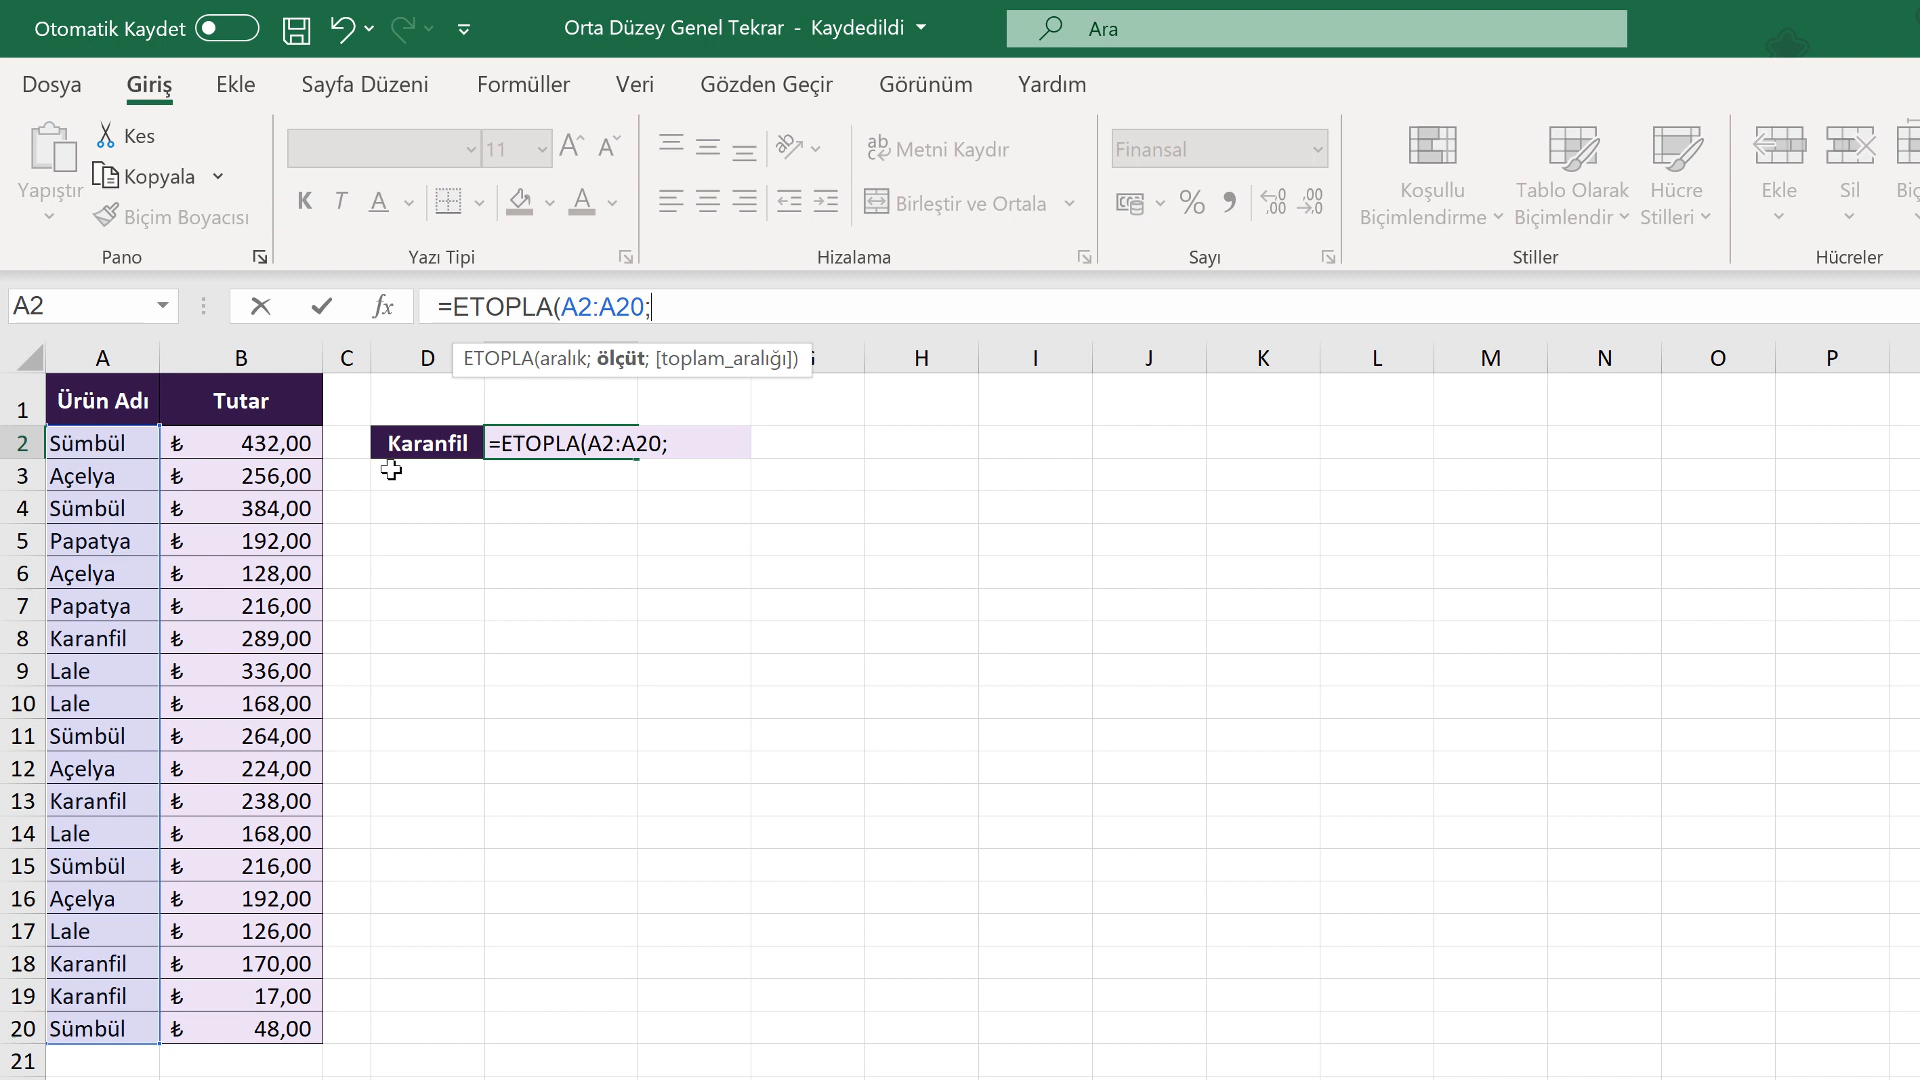 Otomatik Kaydet
Orta Düzey Genel Tekrar - Kaydedildi
Ara
Dosya Giriş Ekle Sayfa Düzeni Formüller Veri Gözden Geçir Görünüm Yardım
Yapıştır
Kes
Kopyala
Biçim Boyacısı
Pano
11
K T A
A
Yazı Tipi
ab
Metni Kaydır
Birleştir ve Ortala
Hizalama
Finansal
%
Sayı
Koşullu
Biçimlendirme
Tablo Olarak
Biçimlendir
Hücre
Stilleri
Stiller
Ekle
Sil
Biç
Hücreler
A2
fx
=ETOPLA(A2:A20;
ETOPLA(aralık; ölçüt; [toplam_aralığı])
A B C D H I J K L M N O P
1 Ürün Adı Tutar
2 Sümbül ₺ 432,00 Karanfil =ETOPLA(A2:A20;
3 Açelya ₺ 256,00
4 Sümbül ₺ 384,00
5 Papatya ₺ 192,00
6 Açelya ₺ 128,00
7 Papatya ₺ 216,00
8 Karanfil ₺ 289,00
9 Lale ₺ 336,00
10 Lale ₺ 168,00
11 Sümbül ₺ 264,00
12 Açelya ₺ 224,00
13 Karanfil ₺ 238,00
14 Lale ₺ 168,00
15 Sümbül ₺ 216,00
16 Açelya ₺ 192,00
17 Lale ₺ 126,00
18 Karanfil ₺ 170,00
19 Karanfil ₺ 17,00
20 Sümbül ₺ 48,00
21